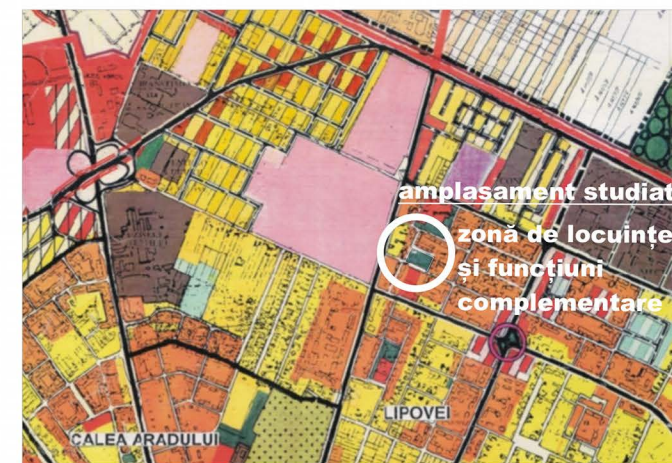 amplasament studiat
zonă de locuințe
și funcțiuni
complementare
LIPOVEI
CALEA ARADULUI